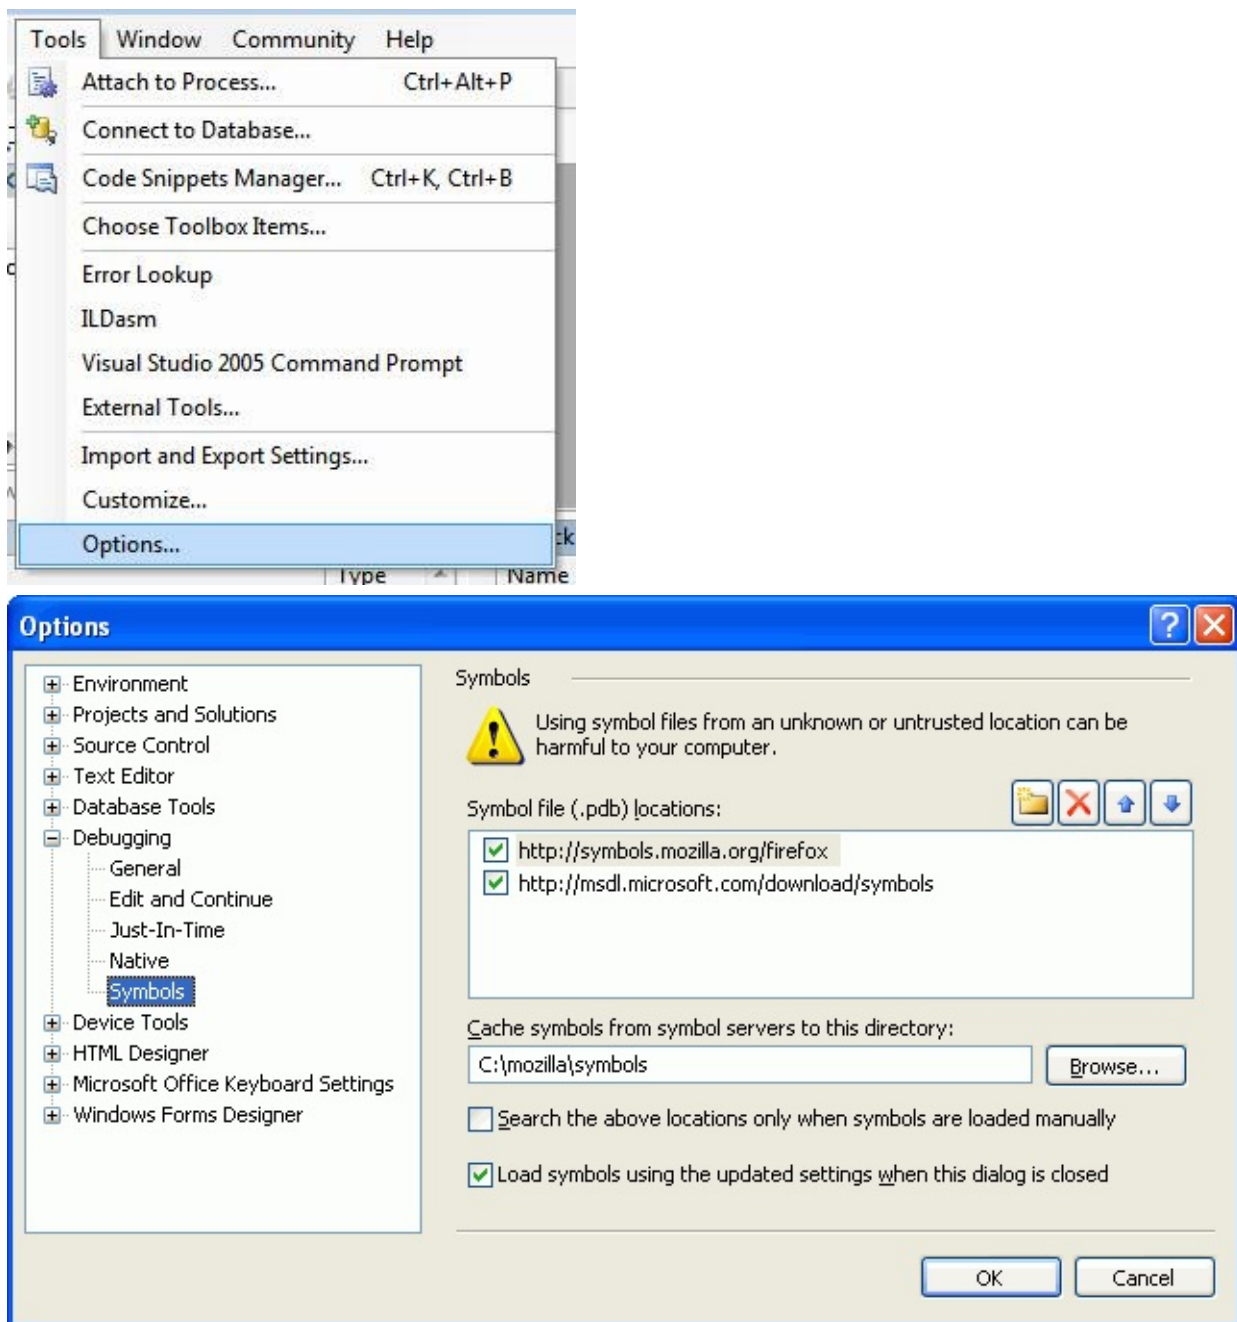 Tools Window Community Help
Attach to Process... Ctrl+Alt+P
Connect to Database...
Code Snippets Manager... Ctrl+K, Ctrl+B
Choose Toolbox Items...
Error Lookup
ILDasm
Visual Studio 2005 Command Prompt
External Tools...
Import and Export Settings...
Customize...
Options...
Type Name
Options
Environment
Projects and Solutions
Source Control
Text Editor
Database Tools
Debugging
General
Edit and Continue
Just-In-Time
Native
Symbols
Device Tools
HTML Designer
Microsoft Office Keyboard Settings
Windows Forms Designer
Symbols
Using symbol files from an unknown or untrusted location can be
harmful to your computer.
Symbol file (.pdb) locations:
http://symbols.mozilla.org/firefox
http://msdl.microsoft.com/download/symbols
Cache symbols from symbol servers to this directory:
C:\mozilla\symbols
Browse...
Search the above locations only when symbols are loaded manually
Load symbols using the updated settings when this dialog is closed
OK Cancel